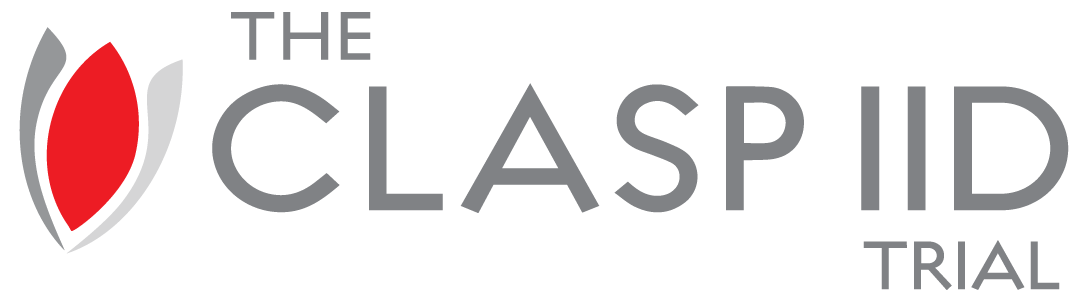 THE
CLASP IID
TRIAL